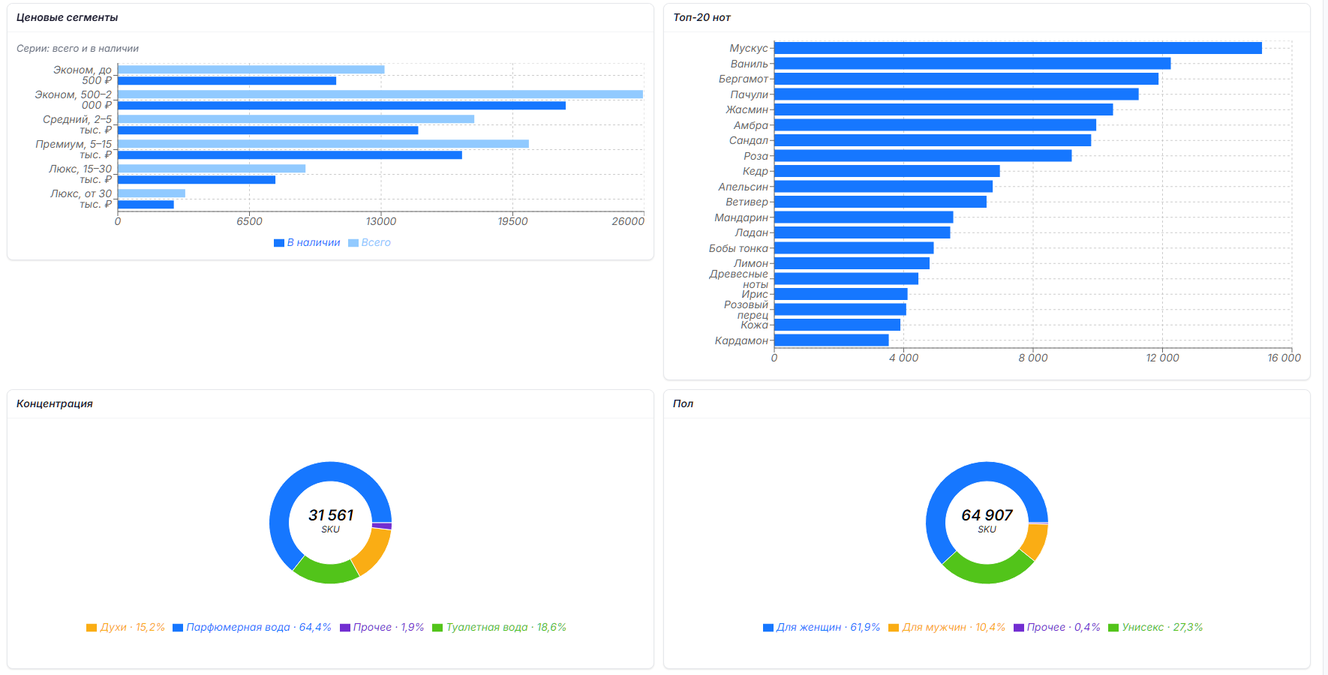 Ценовые сегменты
Серии: всего и в наличии
Эконом, до
500 ₽
Эконом, 500–2
000 ₽
Средний, 2–5
тыс. ₽
Премиум, 5–15
тыс. ₽
Люкс, 15–30
тыс. ₽
Люкс, от 30
тыс. ₽
0 6500 13000 19500 26000
В наличии Всего
Топ-20 нот
Мускус
Ваниль
Бергамот
Пачули
Жасмин
Амбра
Сандал
Роза
Кедр
Апельсин
Ветивер
Мандарин
Ладан
Бобы тонка
Лимон
Древесные
ноты
Ирис
Розовый
перец
Кожа
Кардамон
0 4 000 8 000 12 000 16 000
Концентрация
31 561
SKU
Духи · 15,2% Парфюмерная вода · 64,4% Прочее · 1,9% Туалетная вода · 18,6%
Пол
64 907
SKU
Для женщин · 61,9% Для мужчин · 10,4% Прочее · 0,4% Унисекс · 27,3%